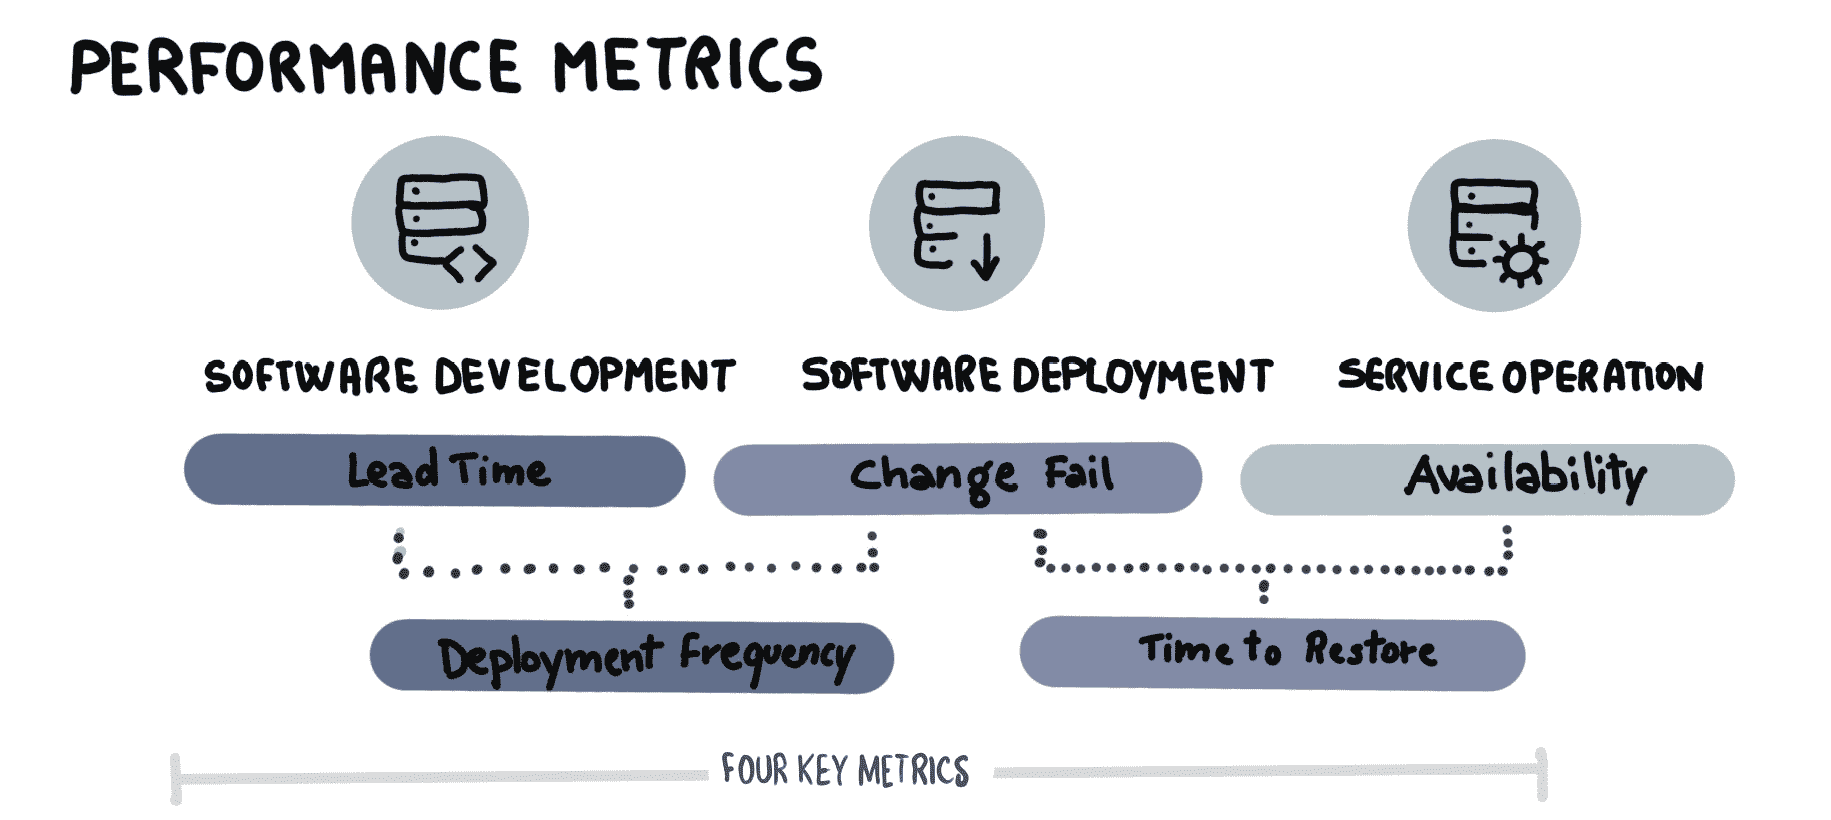 PERFORMANCE METRICS
SOFTWARE DEVELOPMENT
SOFTWARE DEPLOYMENT
SERVICE OPERATION
Lead Time
Change Fail
Availability
Deployment Frequency
Time to Restore
FOUR KEY METRICS